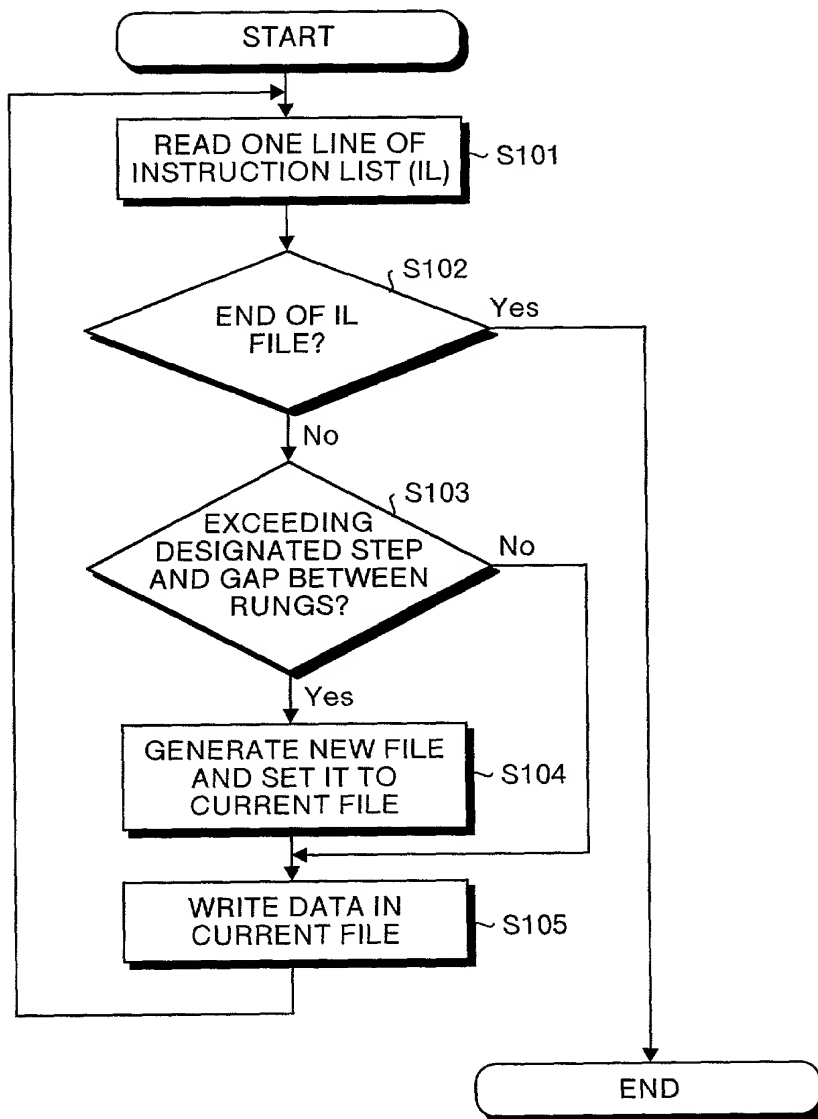 START
READ ONE LINE OF
INSTRUCTION LIST (IL)
S101
S102
END OF IL
FILE?
Yes
No
S103
EXCEEDING
DESIGNATED STEP
AND GAP BETWEEN
RUNGS?
No
Yes
GENERATE NEW FILE
AND SET IT TO
CURRENT FILE
S104
WRITE DATA IN
CURRENT FILE
S105
END